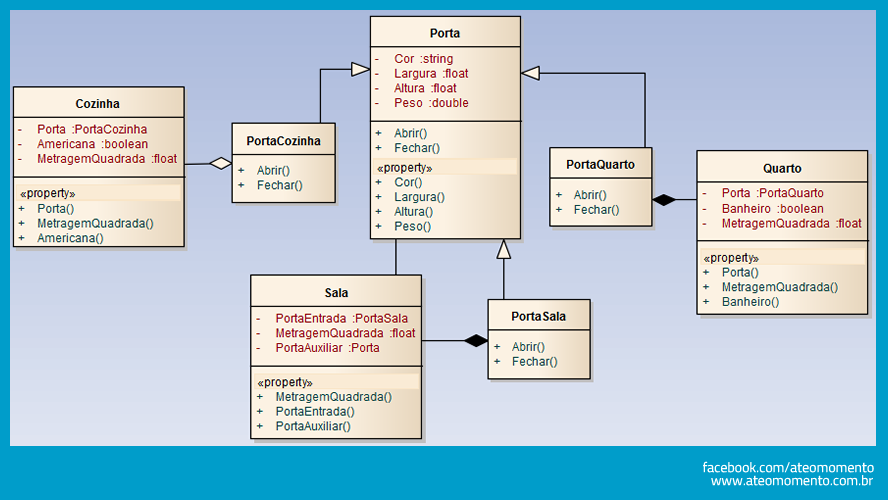 Porta
- Cor :string
- Largura :float
- Altura :float
- Peso :double
+ Abrir()
+ Fechar()
«property»
+ Cor()
+ Largura()
+ Altura()
+ Peso()
Cozinha
- Porta :PortaCozinha
- Americana :boolean
- MetragemQuadrada :float
«property»
+ Porta()
+ MetragemQuadrada()
+ Americana()
PortaCozinha
+ Abrir()
+ Fechar()
PortaQuarto
+ Abrir()
+ Fechar()
Quarto
- Porta :PortaQuarto
- Banheiro :boolean
- MetragemQuadrada :float
«property»
+ Porta()
+ MetragemQuadrada()
+ Banheiro()
Sala
- PortaEntrada :PortaSala
- MetragemQuadrada :float
- PortaAuxiliar :Porta
«property»
+ MetragemQuadrada()
+ PortaEntrada()
+ PortaAuxiliar()
PortaSala
+ Abrir()
+ Fechar()
facebook.com/ateomomento
www.ateomomento.com.br